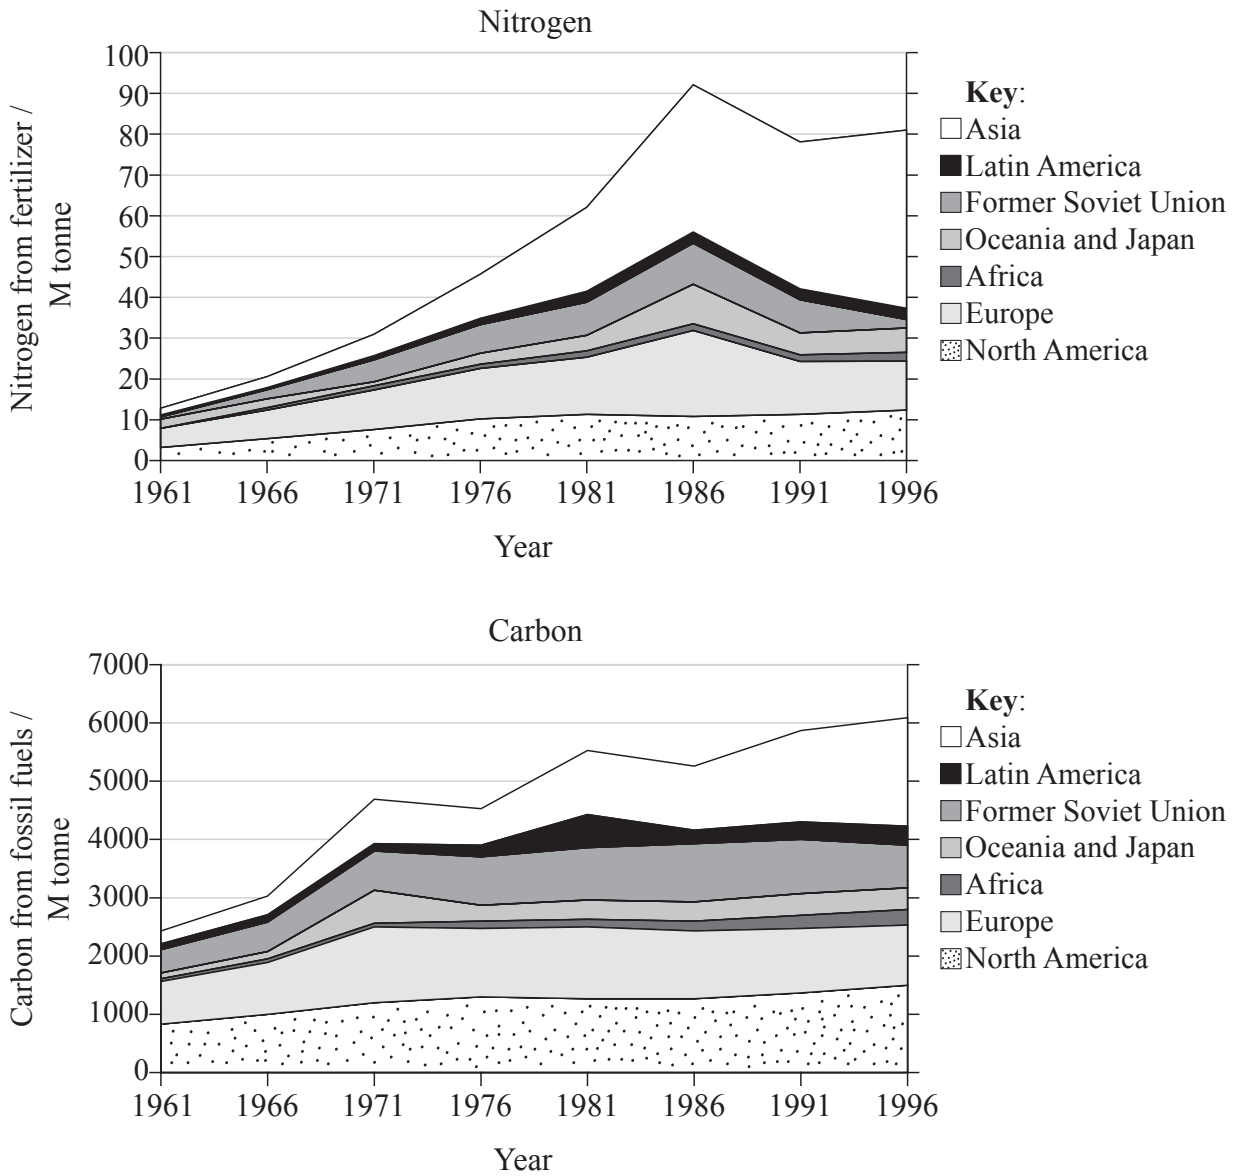 Nitrogen
Nitrogen from fertilizer /
M tonne
100
90
80
70
60
50
40
30
20
10
0
1961 1966 1971 1976 1981 1986 1991 1996
Year
Key:
Asia
Latin America
Former Soviet Union
Oceania and Japan
Africa
Europe
North America
Carbon
Carbon from fossil fuels /
M tonne
7000
6000
5000
4000
3000
2000
1000
0
1961 1966 1971 1976 1981 1986 1991 1996
Year
Key:
Asia
Latin America
Former Soviet Union
Oceania and Japan
Africa
Europe
North America